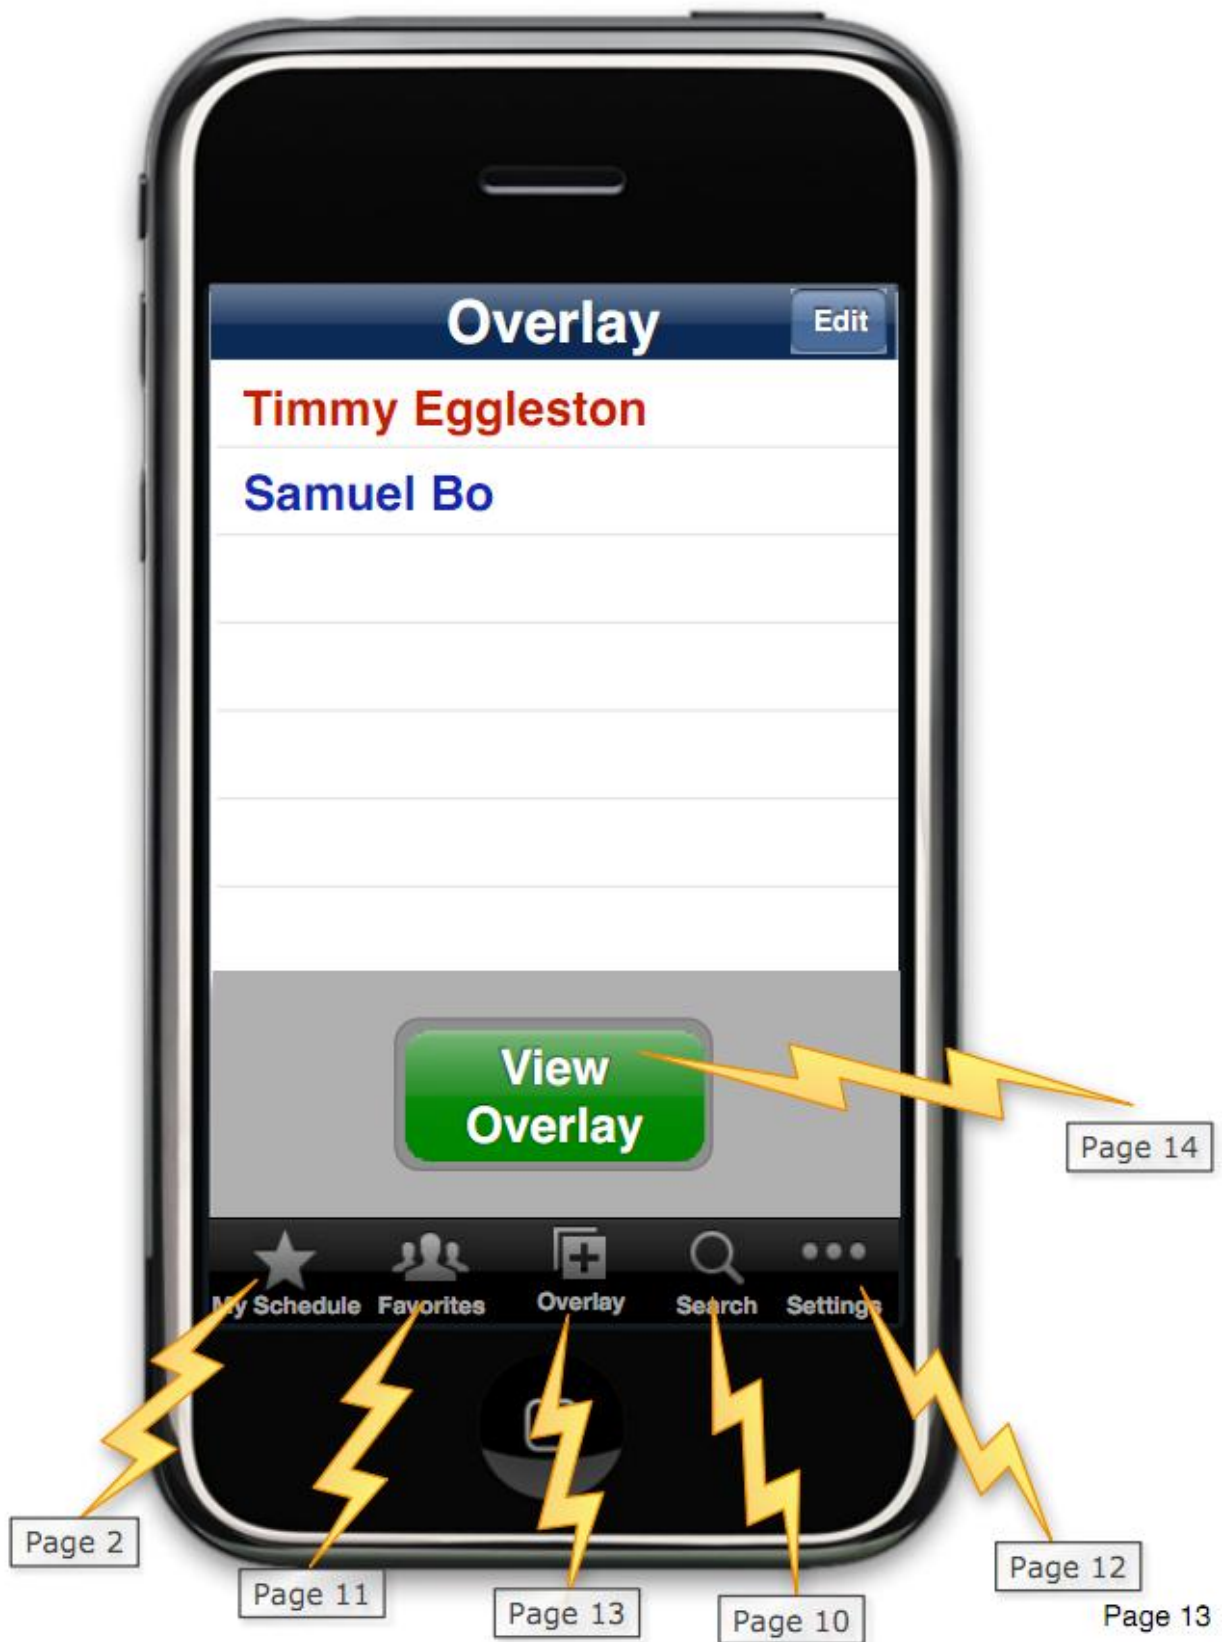 Overlay
Edit
Timmy Eggleston
Samuel Bo
View
Overlay
Page 14
My Schedule
Favorites
Overlay
Search
Settings
Page 2
Page 11
Page 13
Page 10
Page 12
Page 13